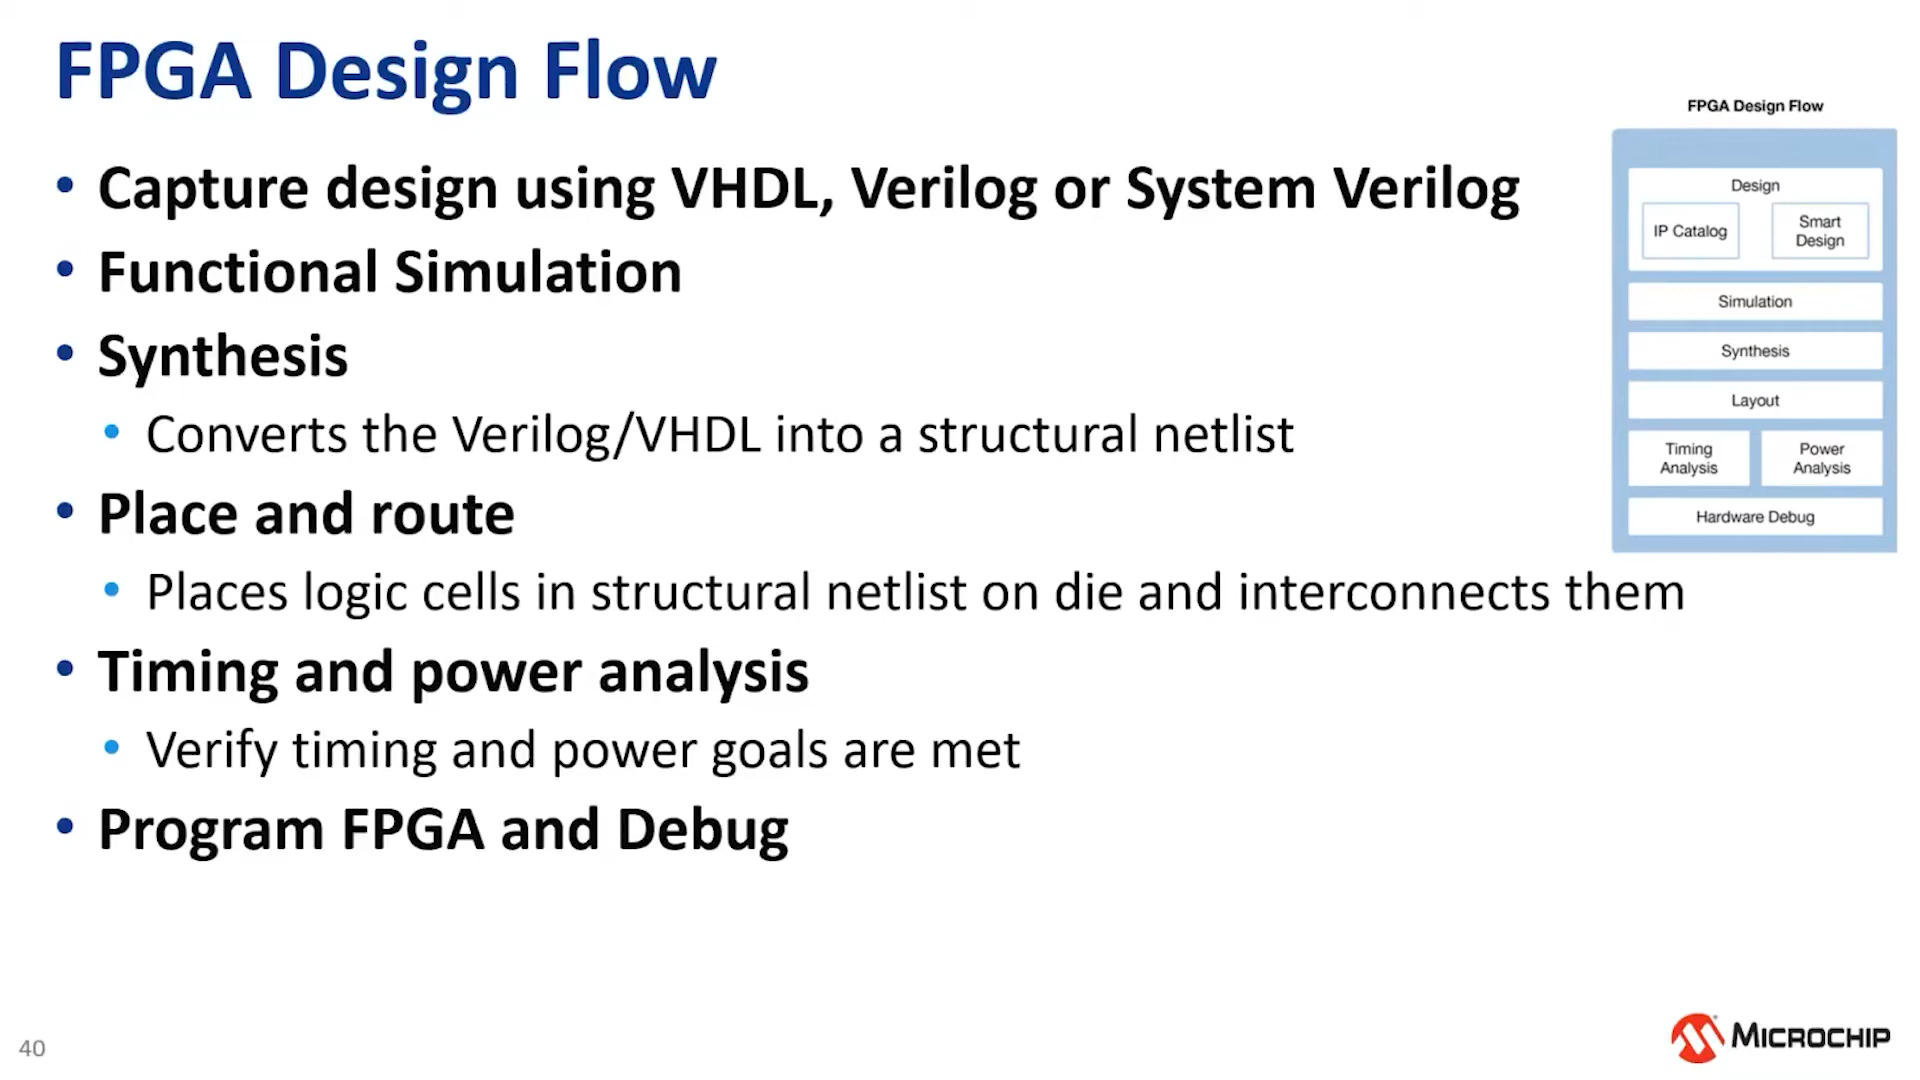 FPGA Design Flow
• Capture design using VHDL, Verilog or System Verilog
• Functional Simulation
• Synthesis
• Converts the Verilog/VHDL into a structural netlist
• Place and route
• Places logic cells in structural netlist on die and interconnects them
• Timing and power analysis
• Verify timing and power goals are met
• Program FPGA and Debug
FPGA Design Flow
Design
IP Catalog
Smart
Design
Simulation
Synthesis
Layout
Timing
Analysis
Power
Analysis
Hardware Debug
40
MICROCHIP